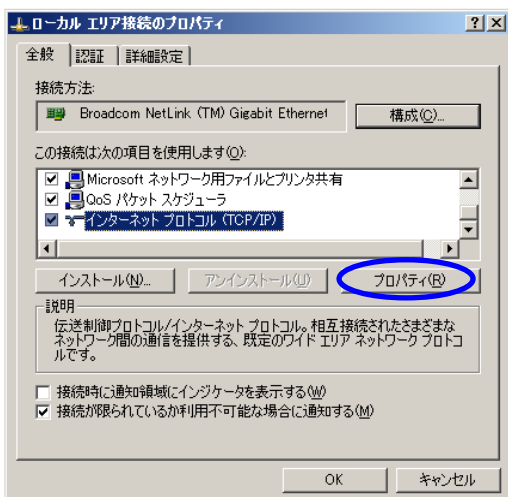 ローカル エリア接続のプロパティ
全般 認証 詳細設定
接続方法:
Broadcom NetLink (TM) Gigabit Ethernet
構成(C)...
この接続は次の項目を使用します(O):
Microsoft ネットワーク用ファイルとプリンタ共有
QoS パケット スケジューラ
インターネット プロトコル (TCP/IP)
インストール(N)... アンインストール(U) プロパティ(R)
説明
伝送制御プロトコル/インターネット プロトコル。相互接続されたさまざまな
ネットワーク間の通信を提供する、既定のワイド エリア ネットワーク プロトコ
ルです。
接続時に通知領域にインジケータを表示する(W)
接続が限られているか利用不可能な場合に通知する(M)
OK キャンセル